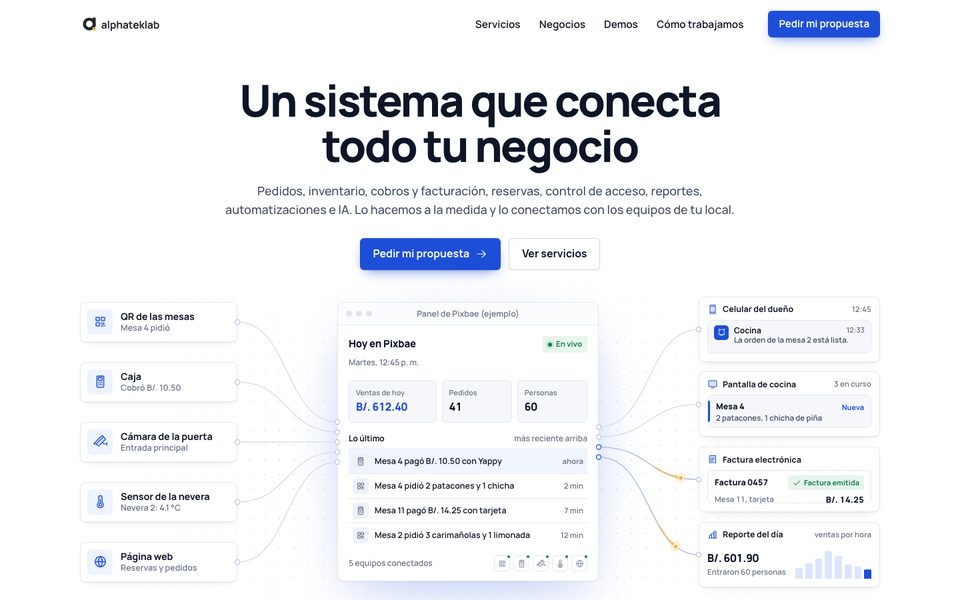 alphateklab
Servicios
Negocios
Demos
Cómo trabajamos
Pedir mi propuesta
Un sistema que conecta
todo tu negocio
Pedidos, inventario, cobros y facturación, reservas, control de acceso, reportes,
automatizaciones e IA. Lo hacemos a la medida y lo conectamos con los equipos de tu local.
Pedir mi propuesta
Ver servicios
QR de las mesas
Mesa 4 pidió
Caja
Cobró B/. 10.50
Cámara de la puerta
Entrada principal
Sensor de la nevera
Nevera 2: 4.1 °C
Página web
Reservas y pedidos
Panel de Pixbae (ejemplo)
Hoy en Pixbae
En vivo
Martes, 12:45 p. m.
Ventas de hoy
B/. 612.40
Pedidos
41
Personas
60
Lo último
más reciente arriba
Mesa 4 pagó B/. 10.50 con Yappy
ahora
Mesa 4 pidió 2 patacones y 1 chicha
2 min
Mesa 11 pagó B/. 14.25 con tarjeta
7 min
Mesa 2 pidió 3 carimañolas y 1 limonada
12 min
5 equipos conectados
Celular del dueño
12:45
Cocina
12:33
La orden de la mesa 2 está lista.
Pantalla de cocina
3 en curso
Mesa 4
Nueva
2 patacones, 1 chicha de piña
Factura electrónica
Factura 0457
Factura emitida
Mesa 11, tarjeta
B/. 14.25
Reporte del día
ventas por hora
B/. 601.90
Entraron 60 personas